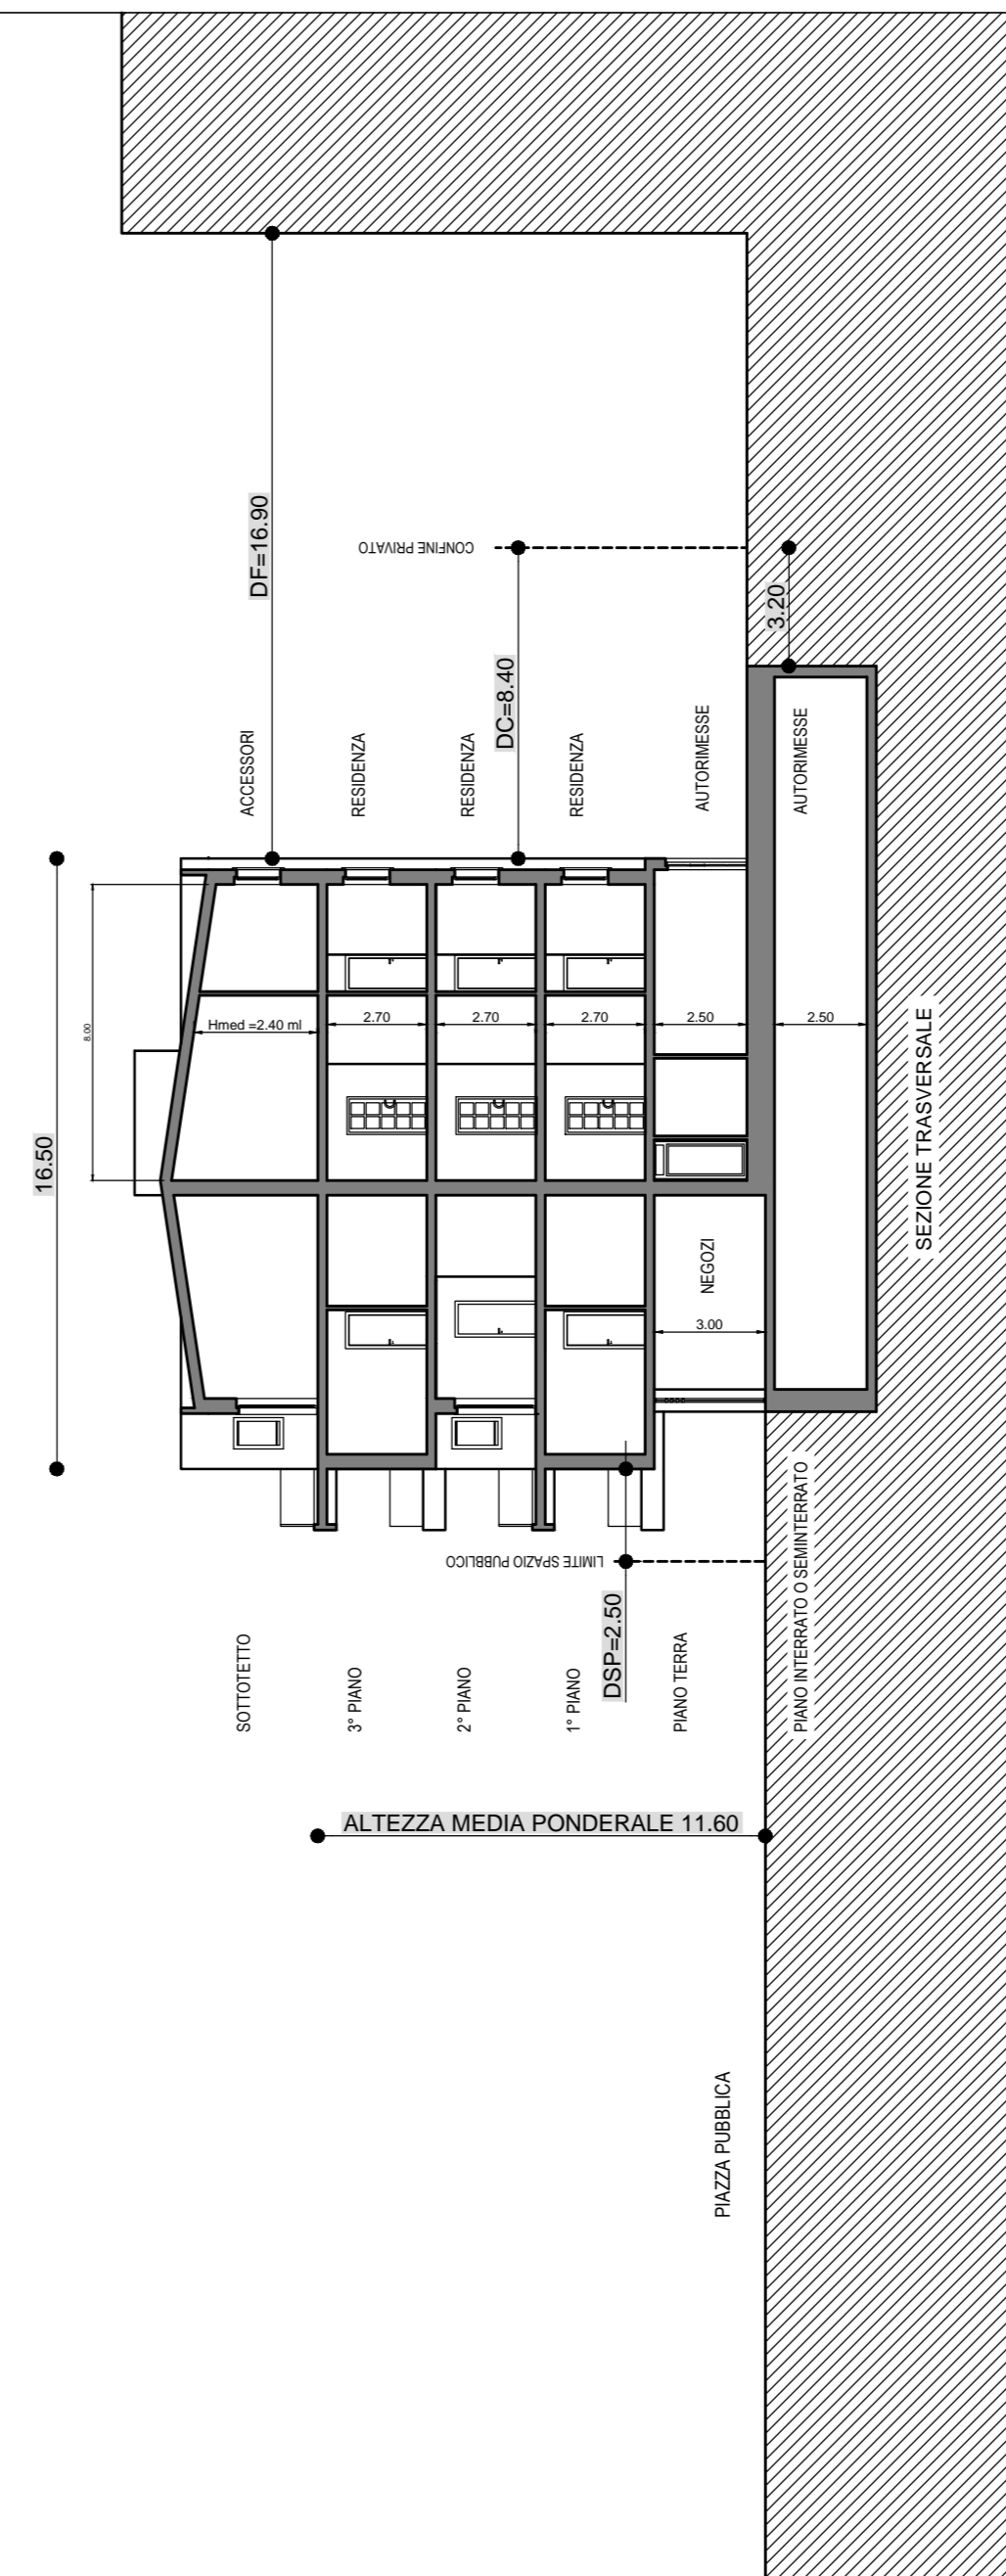 16.50
8.00
DF=16.90
CONFINE PRIVATO
DC=8.40
3.20
ACCESSORI
RESIDENZA
RESIDENZA
RESIDENZA
AUTORIMESSE
AUTORIMESSE
Hmed =2.40 ml
2.70
2.70
2.70
2.50
2.50
NEGOZI
3.00
SEZIONE TRASVERSALE
LIMITE SPAZIO PUBBLICO
DSP=2.50
SOTTOTETTO
3° PIANO
2° PIANO
1° PIANO
PIANO TERRA
PIANO INTERRATO O SEMINTERRATO
ALTEZZA MEDIA PONDERALE 11.60
PIAZZA PUBBLICA